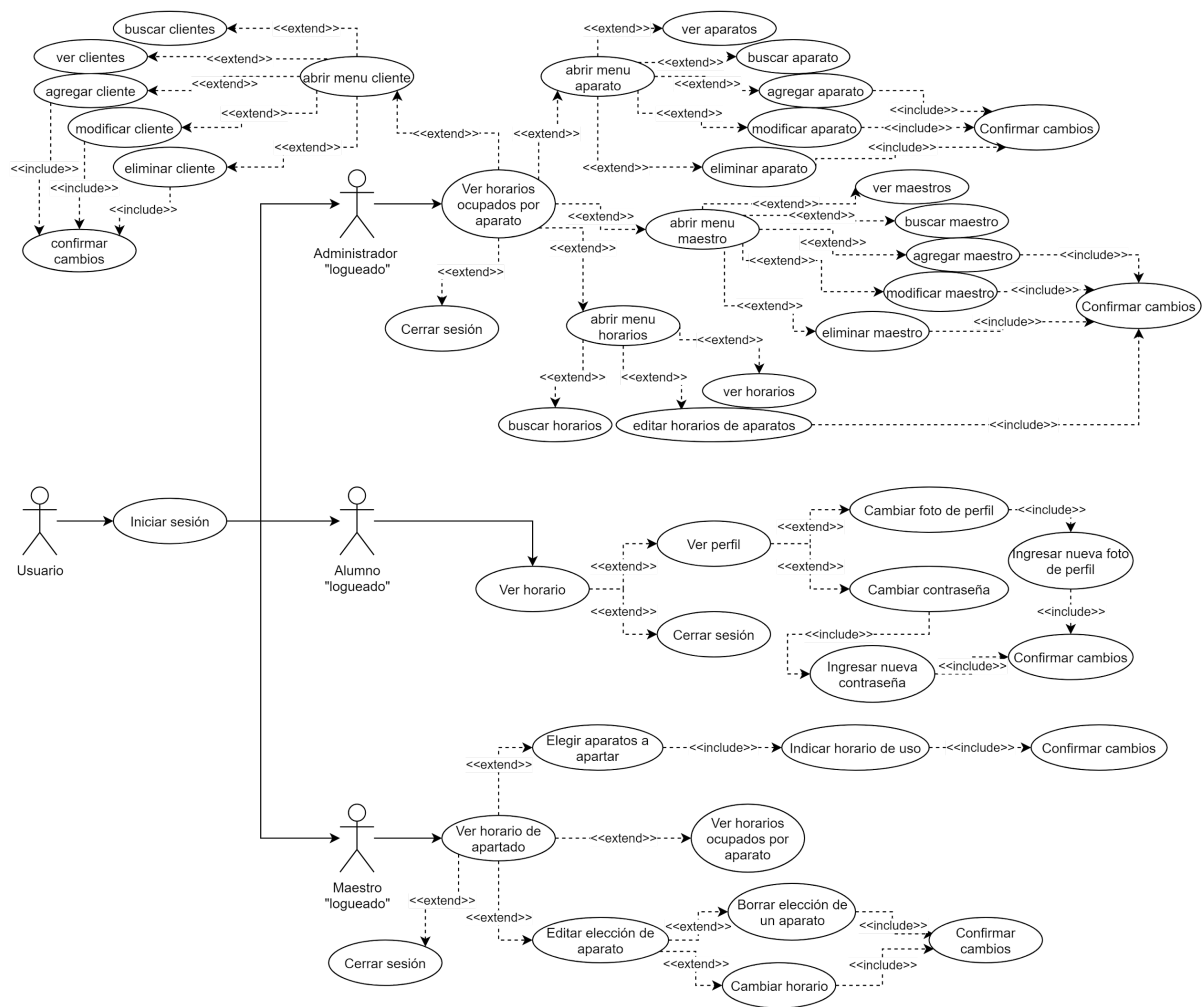 buscar clientes
<<extend>>
<<extend>>
ver aparatos
ver clientes
<<extend>>
buscar aparato
<<extend>>
abrir menu cliente
abrir menu
aparato
agregar cliente
<<extend>>
<<extend>>
agregar aparato
<<include>>
modificar cliente
<<extend>>
<<extend>>
<<extend>>
<<extend>>
modificar aparato
<<include>>
Confirmar cambios
<<include>>
eliminar cliente
<<extend>>
<<extend>>
eliminar aparato
<<include>>
<<include>>
<<include>>
Ver horarios
ocupados por
aparato
ver maestros
<<extend>>
<<extend>>
buscar maestro
<<extend>>
abrir menu
maestro
confirmar
cambios
Administrador
"logueado"
<<extend>>
<<extend>>
agregar maestro
<<include>>
<<extend>>
<<extend>>
modificar maestro
<<include>>
Confirmar cambios
<<extend>>
Cerrar sesión
abrir menu
horarios
eliminar maestro
<<include>>
<<extend>>
<<extend>>
<<extend>>
ver horarios
buscar horarios
editar horarios de aparatos
<<include>>
Usuario
Iniciar sesión
Alumno
"logueado"
Ver horario
<<extend>>
<<extend>>
Ver perfil
Cerrar sesión
<<extend>>
<<extend>>
Cambiar foto de perfil
<<include>>
Ingresar nueva foto
de perfil
Cambiar contraseña
<<include>>
<<include>>
Ingresar nueva
contraseña
<<include>>
Confirmar cambios
Elegir aparatos a
apartar
<<include>>
Indicar horario de uso
<<include>>
Confirmar cambios
<<extend>>
Maestro
"logueado"
Ver horario de
apartado
<<extend>>
Ver horarios
ocupados por
aparato
<<extend>>
<<extend>>
Cerrar sesión
Editar elección de
aparato
<<extend>>
<<extend>>
Borrar elección de
un aparato
<<include>>
Cambiar horario
<<include>>
Confirmar
cambios